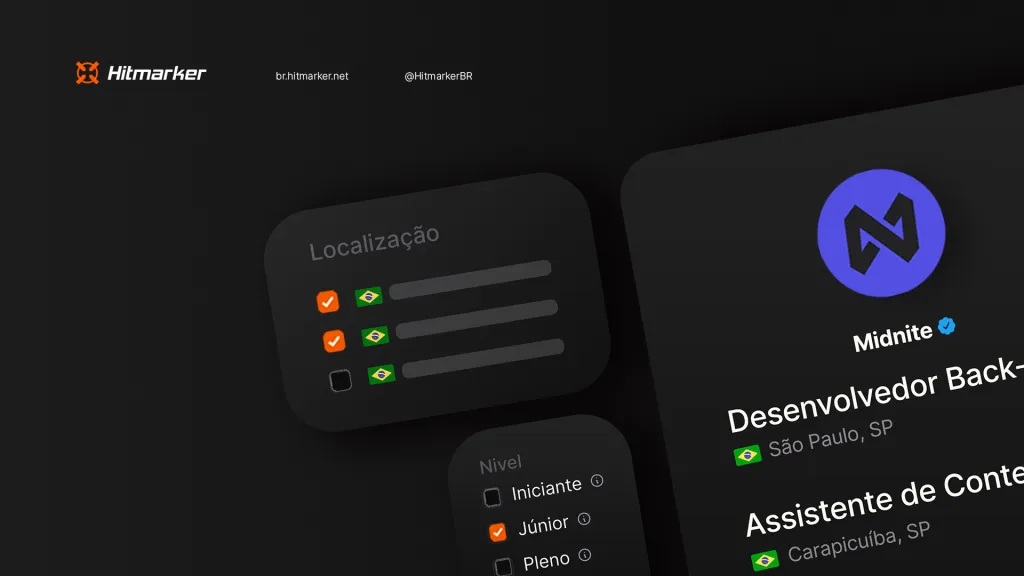 Hitmarker
br.hitmarker.net
@HitmarkerBR
Localização
Nivel
Iniciante
Júnior
Pleno
Midnite
Desenvolvedor Back-
São Paulo, SP
Assistente de Conte
Carapicuíba, SP